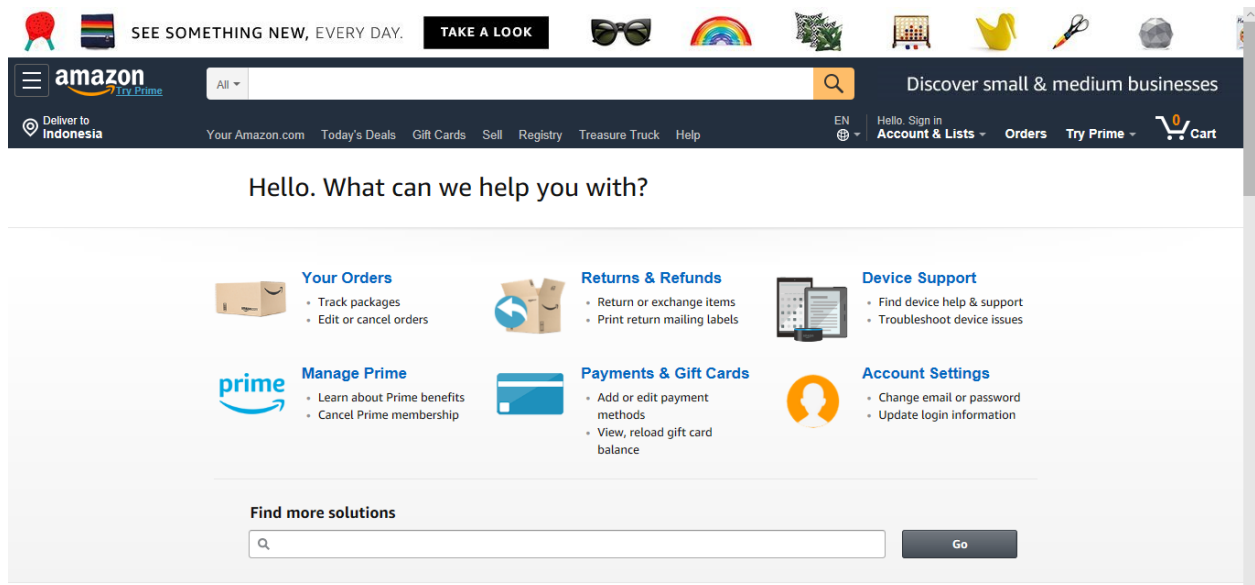 SEE SOMETHING NEW, EVERY DAY. TAKE A LOOK
amazon
Try Prime
All
Discover small & medium businesses
Deliver to
Indonesia
Your Amazon.com Today's Deals Gift Cards Sell Registry Treasure Truck Help
EN
Hello. Sign in
Account & Lists
Orders
Try Prime
0
Cart
Hello. What can we help you with?
Your Orders
Track packages
Edit or cancel orders
Returns & Refunds
Return or exchange items
Print return mailing labels
Device Support
Find device help & support
Troubleshoot device issues
prime
Manage Prime
Learn about Prime benefits
Cancel Prime membership
Payments & Gift Cards
Add or edit payment
methods
View, reload gift card
balance
Account Settings
Change email or password
Update login information
Find more solutions
Go